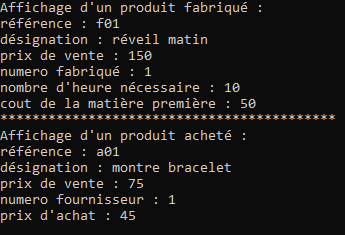 Affichage d'un produit fabriqué :
référence : f01
désignation : réveil matin
prix de vente : 150
numero fabriqué : 1
nombre d'heure nécessaire : 10
cout de la matière première : 50
******************************************
Affichage d'un produit acheté :
référence : a01
désignation : montre bracelet
prix de vente : 75
numero fournisseur : 1
prix d'achat : 45